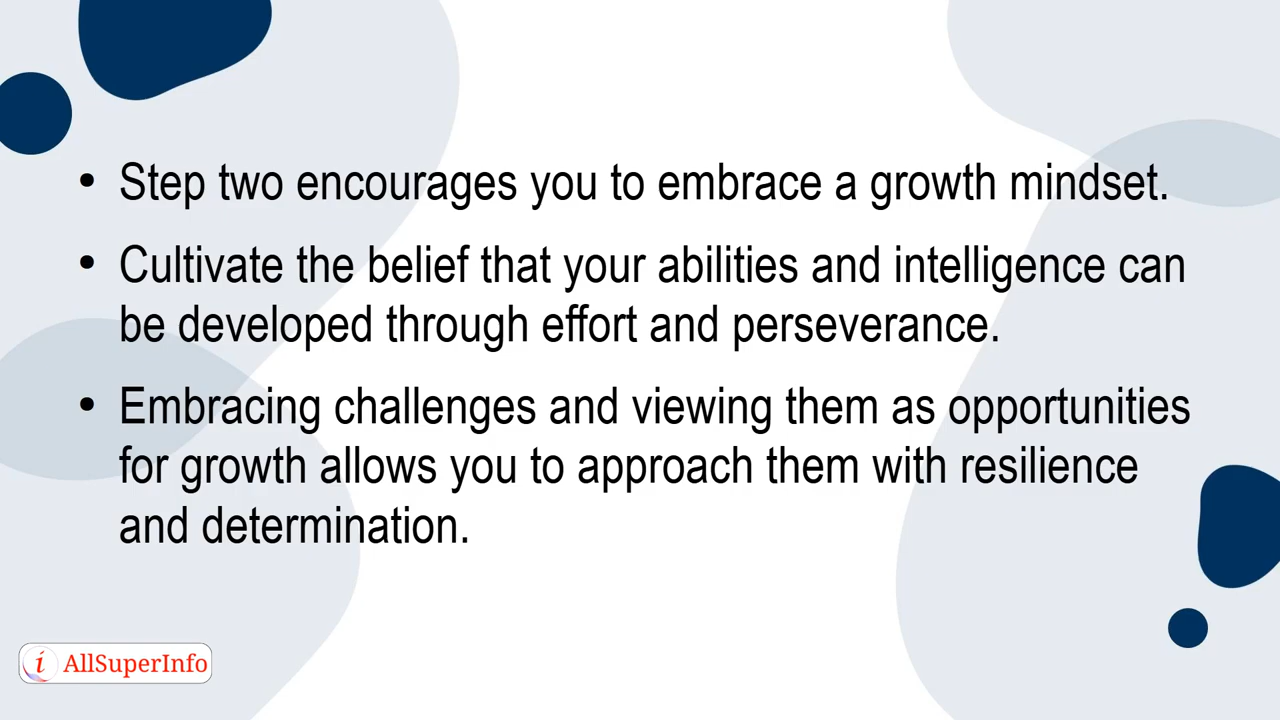 • Step two encourages you to embrace a growth mindset.
• Cultivate the belief that your abilities and intelligence can
be developed through effort and perseverance.
• Embracing challenges and viewing them as opportunities
for growth allows you to approach them with resilience
and determination.
i AllSuperInfo